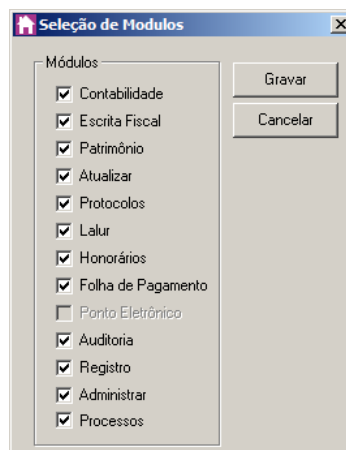 Seleção de Modulos
Módulos
Contabilidade
Escrita Fiscal
Patrimônio
Atualizar
Protocolos
Lalur
Honorários
Folha de Pagamento
Ponto Eletrônico
Auditoria
Registro
Administrar
Processos
Gravar
Cancelar